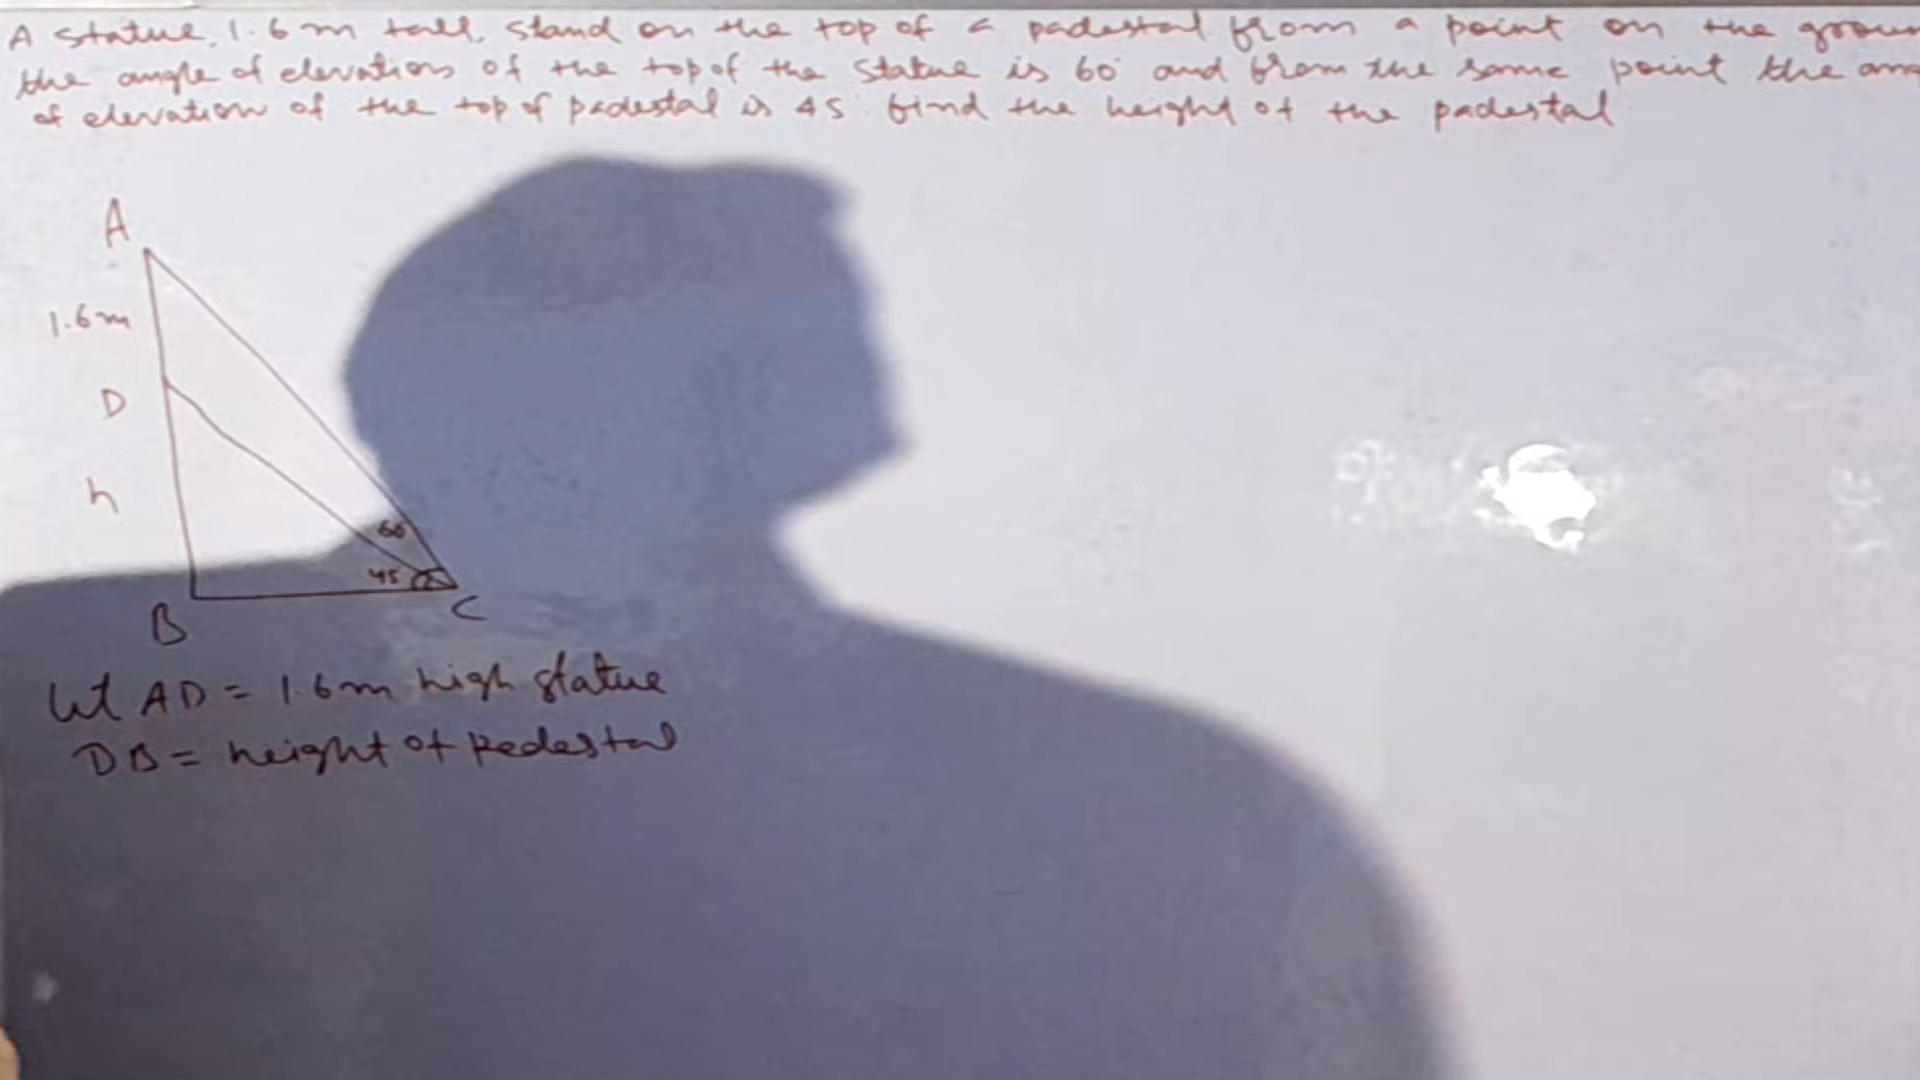 A statue, 1.6m tall, stand on the top of a padestal from a point on the
the angle of elevation of the top of the statue is 60° and from the same point the
of elevation of the top of pedestal is 45° find the height of the padestal
A
1.6m
D
h
60°
45
B
C
Let AD = 1.6m high statue
DB = height of Pedestal